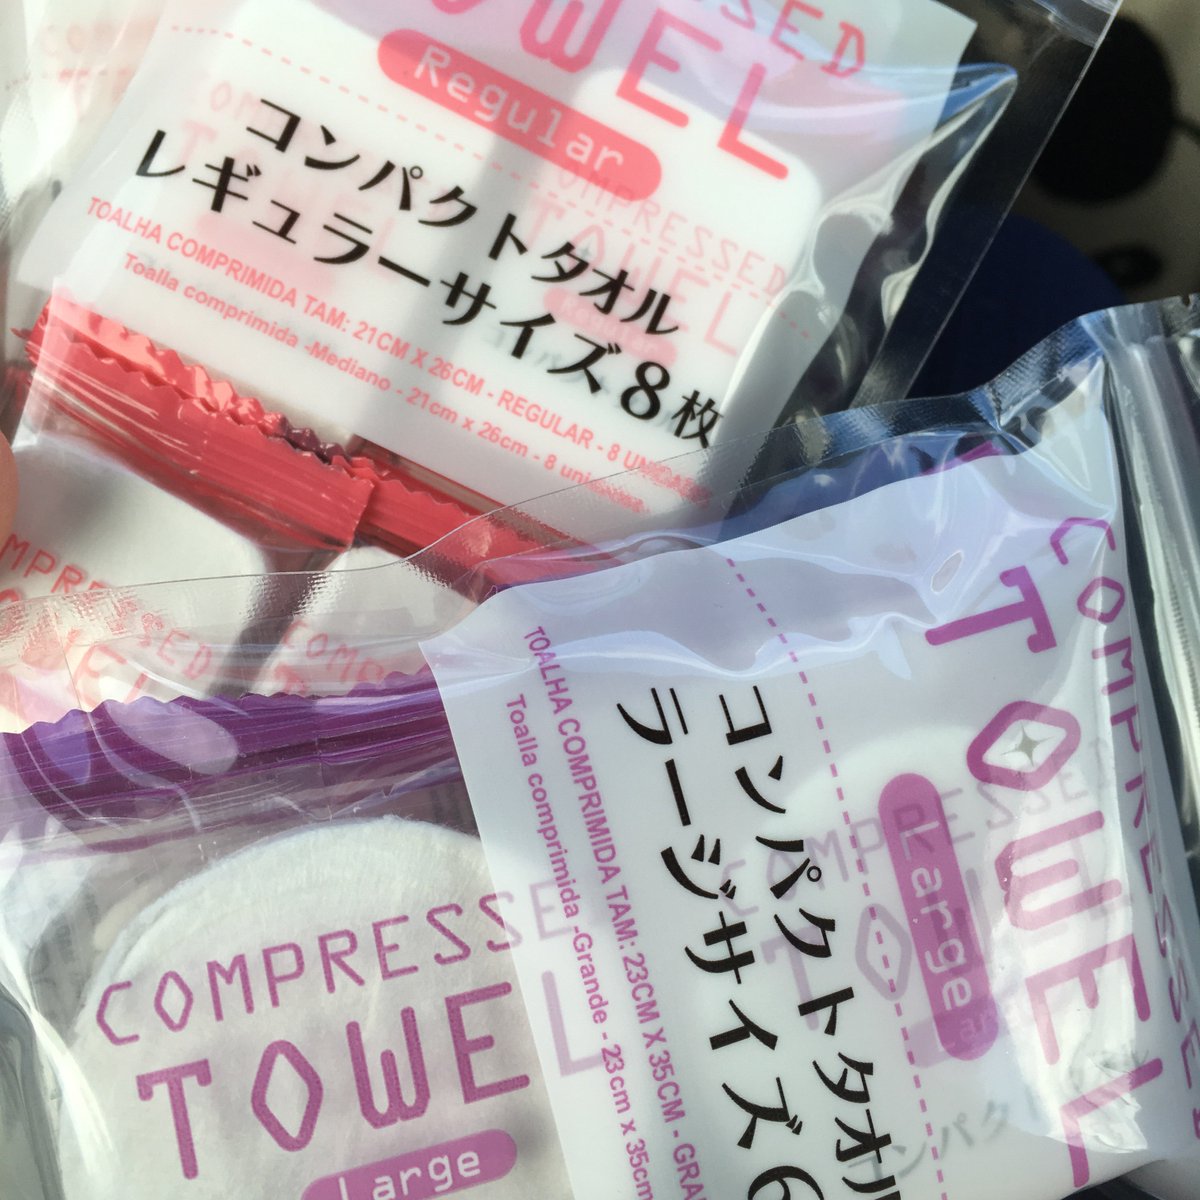 COMPRESSED
TOWEL
Regular
コンパクトタオル
レギュラーサイズ8枚
TOALHA COMPRIMIDA TAM: 21CM X 26CM - REGULAR - 8 UNIDADES
Toalla comprimida -Mediano - 21cm x 26cm - 8 unidades
COMPRESSED
TOWEL
COMPRESSED
TOWEL
Large
コンパクトタオル
ラージサイズ6
TOALHA COMPRIMIDA TAM: 23CM X 35CM -
Toalla comprimida -Grande - 23cm x 35cm
COMPRESSED
TOWEL
Large